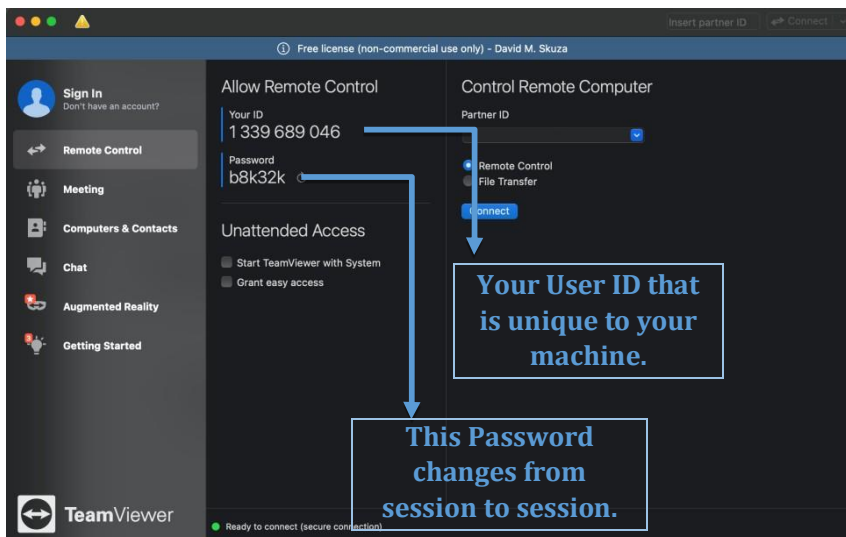 Insert partner ID
Connect
Free license (non-commercial use only) - David M. Skuza
Sign In
Don't have an account?
Remote Control
Meeting
Computers & Contacts
Chat
Augmented Reality
Getting Started
TeamViewer
Allow Remote Control
Your ID
1 339 689 046
Password
b8k32k
Unattended Access
Start TeamViewer with System
Grant easy access
Control Remote Computer
Partner ID
Remote Control
File Transfer
Connect
Your User ID that
is unique to your
machine.
This Password
changes from
session to session.
Ready to connect (secure connection)